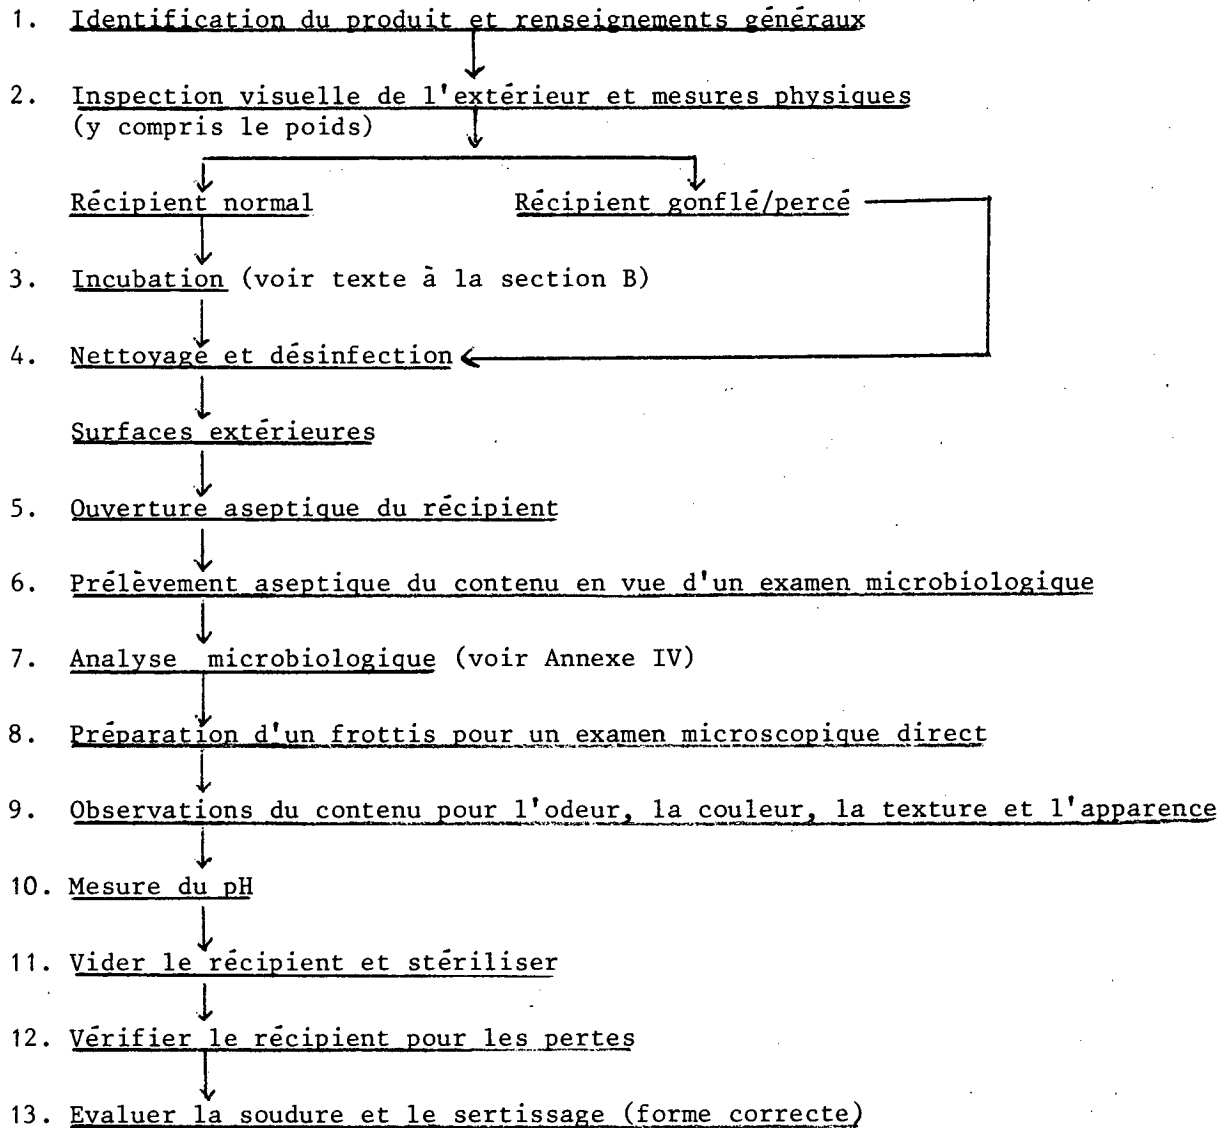 1. Identification du produit et renseignements généraux
2. Inspection visuelle de l'extérieur et mesures physiques
(y compris le poids)
Récipient normal
Récipient gonflé/percé
3. Incubation (voir texte à la section B)
4. Nettoyage et désinfection
Surfaces extérieures
5. Ouverture aseptique du récipient
6. Prélèvement aseptique du contenu en vue d'un examen microbiologique
7. Analyse microbiologique (voir Annexe IV)
8. Préparation d'un frottis pour un examen microscopique direct
9. Observations du contenu pour l'odeur, la couleur, la texture et l'apparence
10. Mesure du pH
11. Vider le récipient et stériliser
12. Vérifier le récipient pour les pertes
13. Evaluer la soudure et le sertissage (forme correcte)